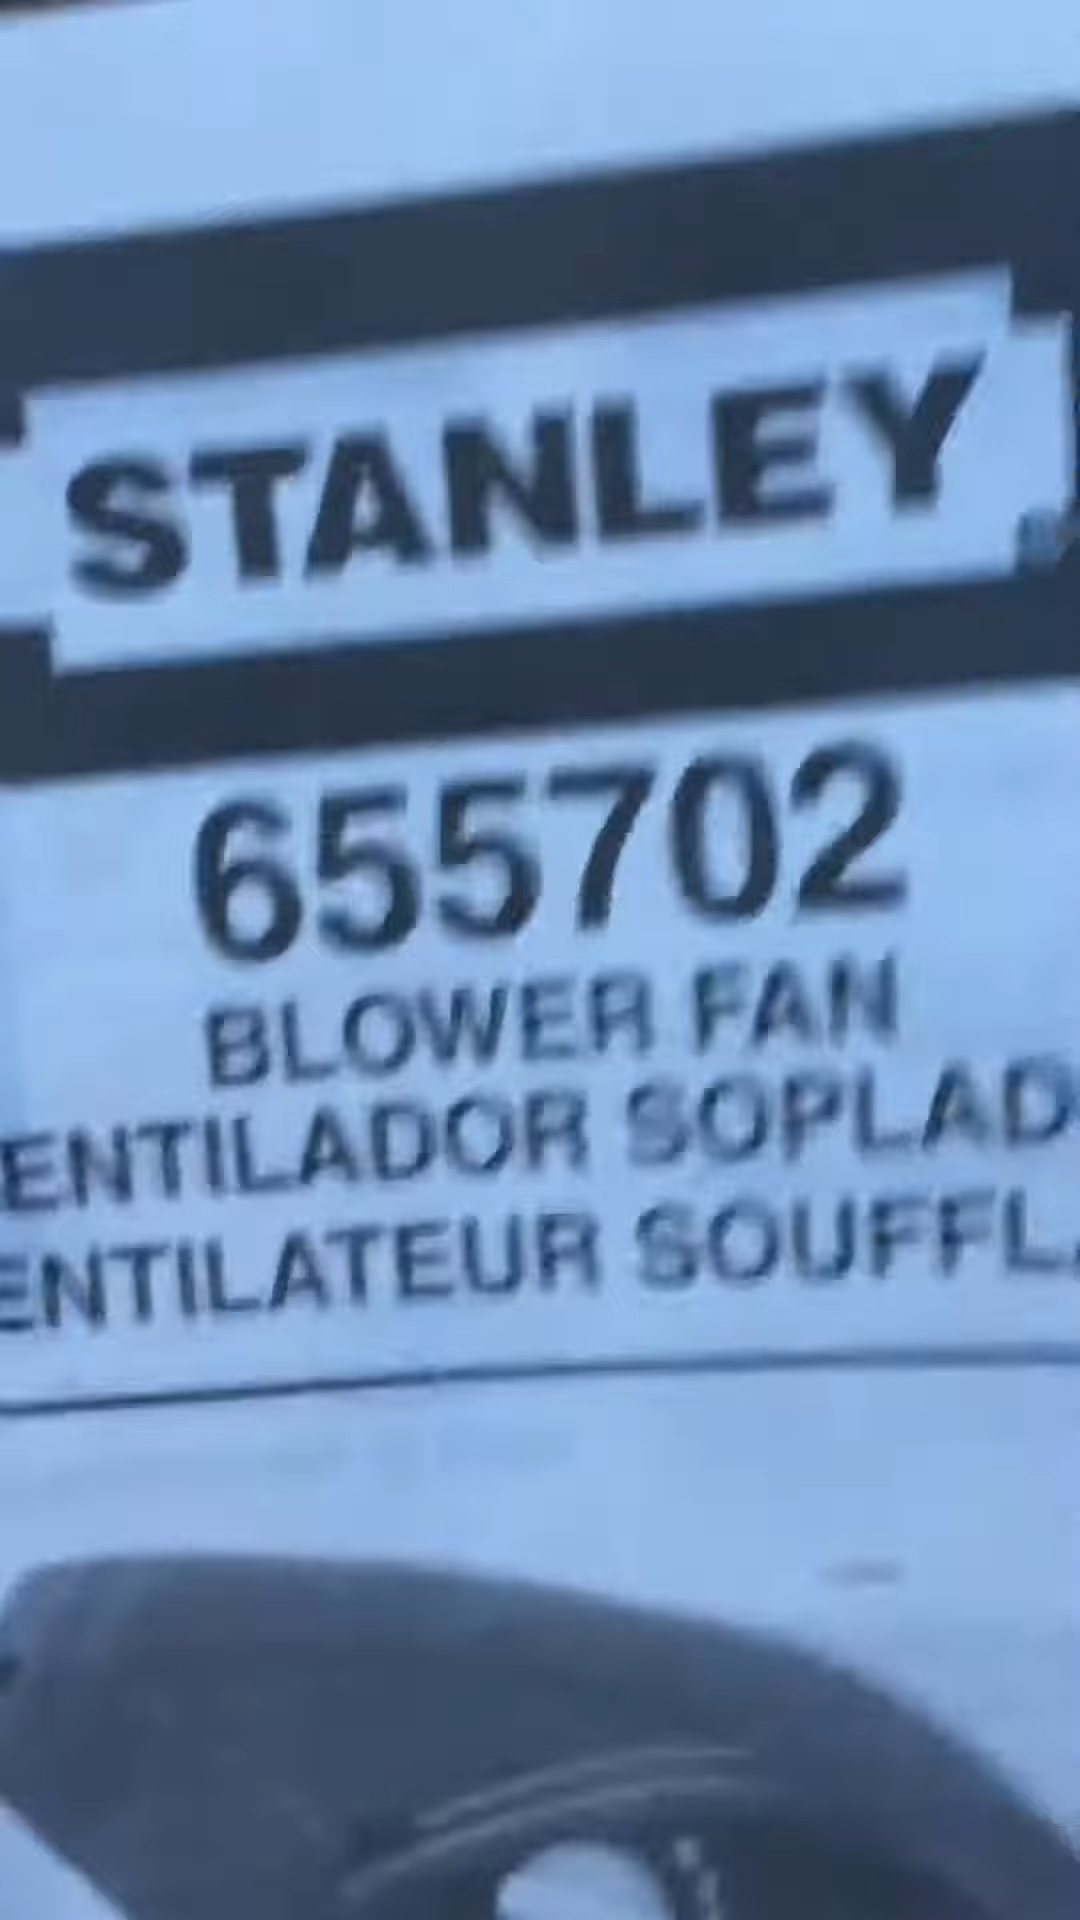 STANLEY
655702
BLOWER FAN
ENTILADOR SOPLAD
ENTILATEUR SOUFFL